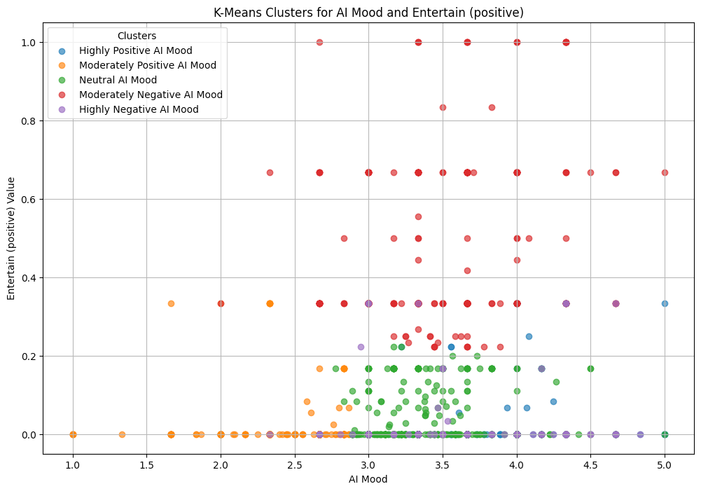 K-Means Clusters for AI Mood and Entertain (positive)
Clusters
Highly Positive AI Mood
Moderately Positive AI Mood
Neutral AI Mood
Moderately Negative AI Mood
Highly Negative AI Mood
Entertain (positive) Value
1.0
0.8
0.6
0.4
0.2
0.0
1.0 1.5 2.0 2.5 3.0 3.5 4.0 4.5 5.0
AI Mood